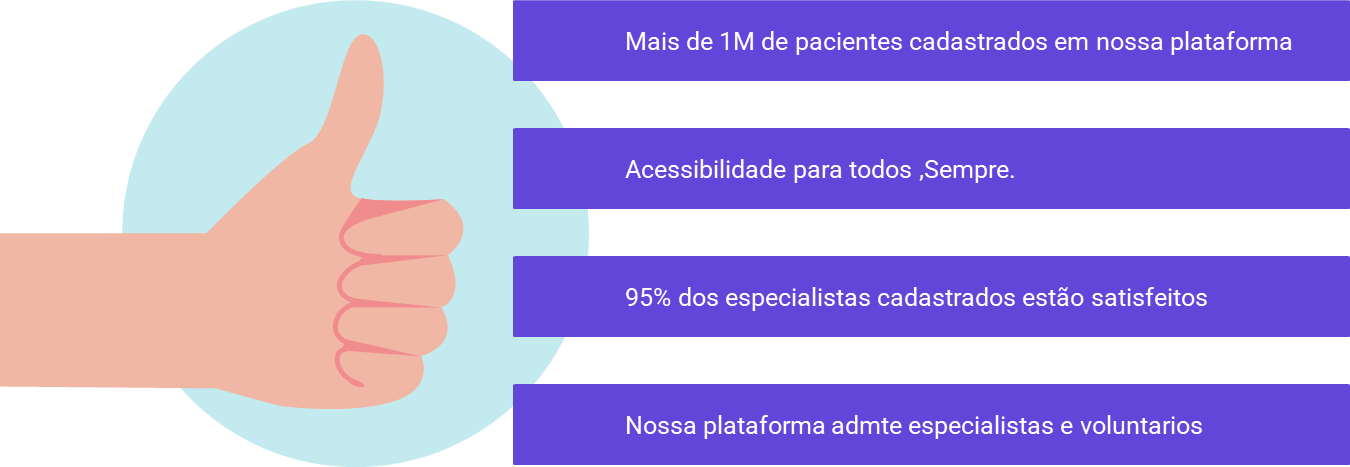 Mais de 1M de pacientes cadastrados em nossa plataforma
Acessibilidade para todos ,Sempre.
95% dos especialistas cadastrados estão satisfeitos
Nossa plataforma admte especialistas e voluntarios